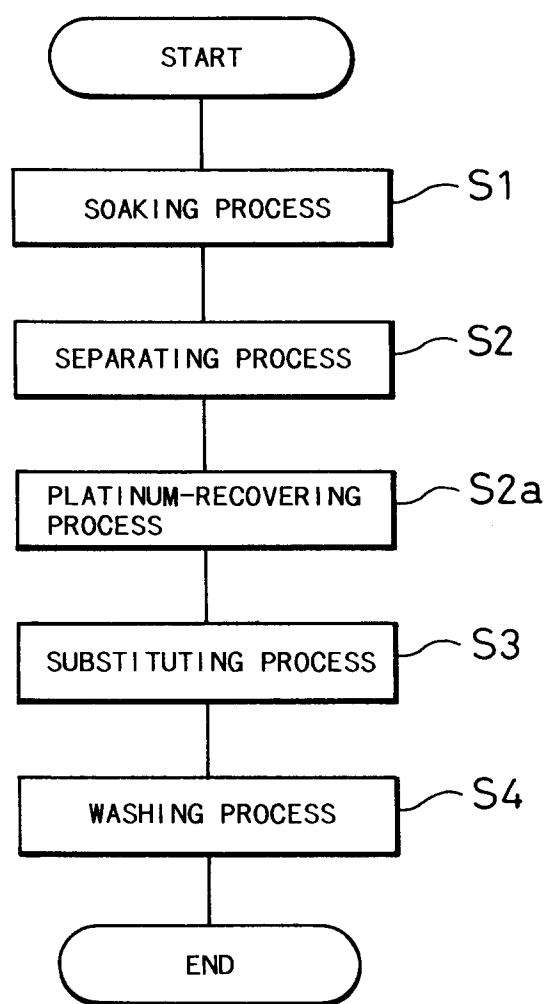 START
SOAKING PROCESS
S1
SEPARATING PROCESS
S2
PLATINUM-RECOVERING
PROCESS
S2a
SUBSTITUTING PROCESS
S3
WASHING PROCESS
S4
END